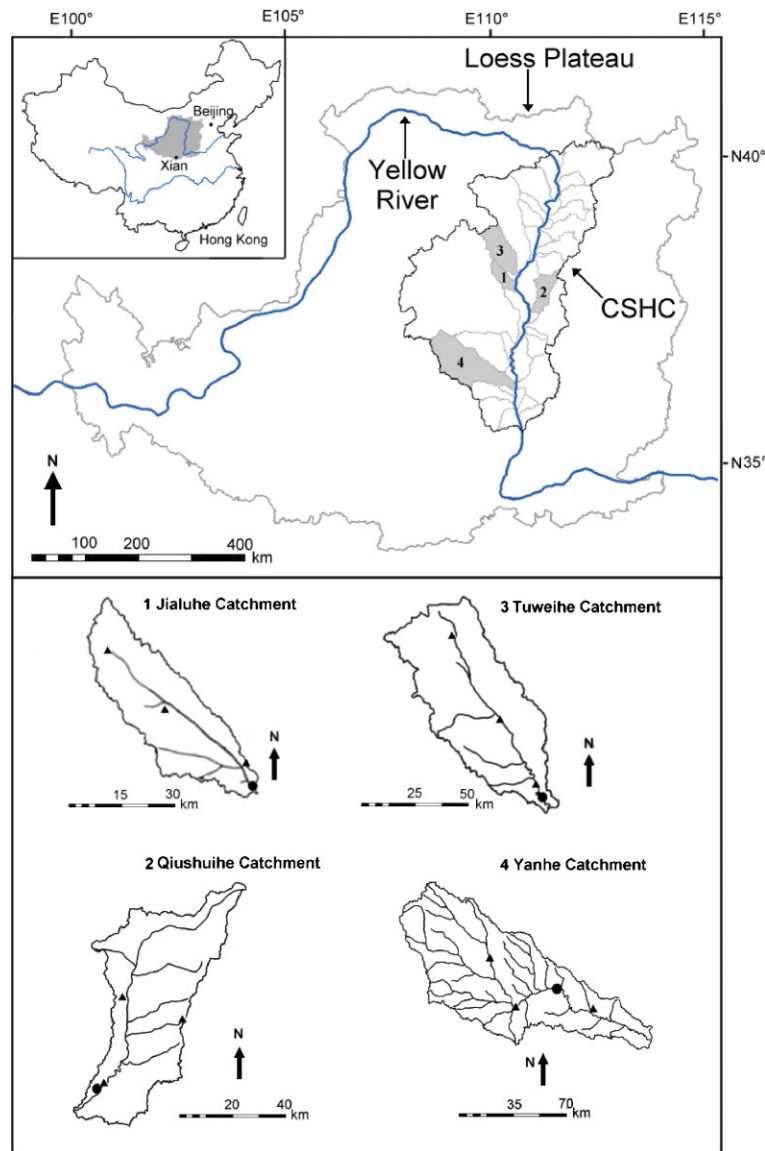 E100° E105° E110° E115°
Loess Plateau
Beijing
Xian
Hong Kong
Yellow
River
N40°
3
1
2
CSHC
4
N35°
N
100 200 400
km
1 Jialuhe Catchment
3 Tuweihe Catchment
N
N
15 30
km
25 50
km
2 Qiushuihe Catchment
4 Yanhe Catchment
N
N
20 40
km
35 70
km